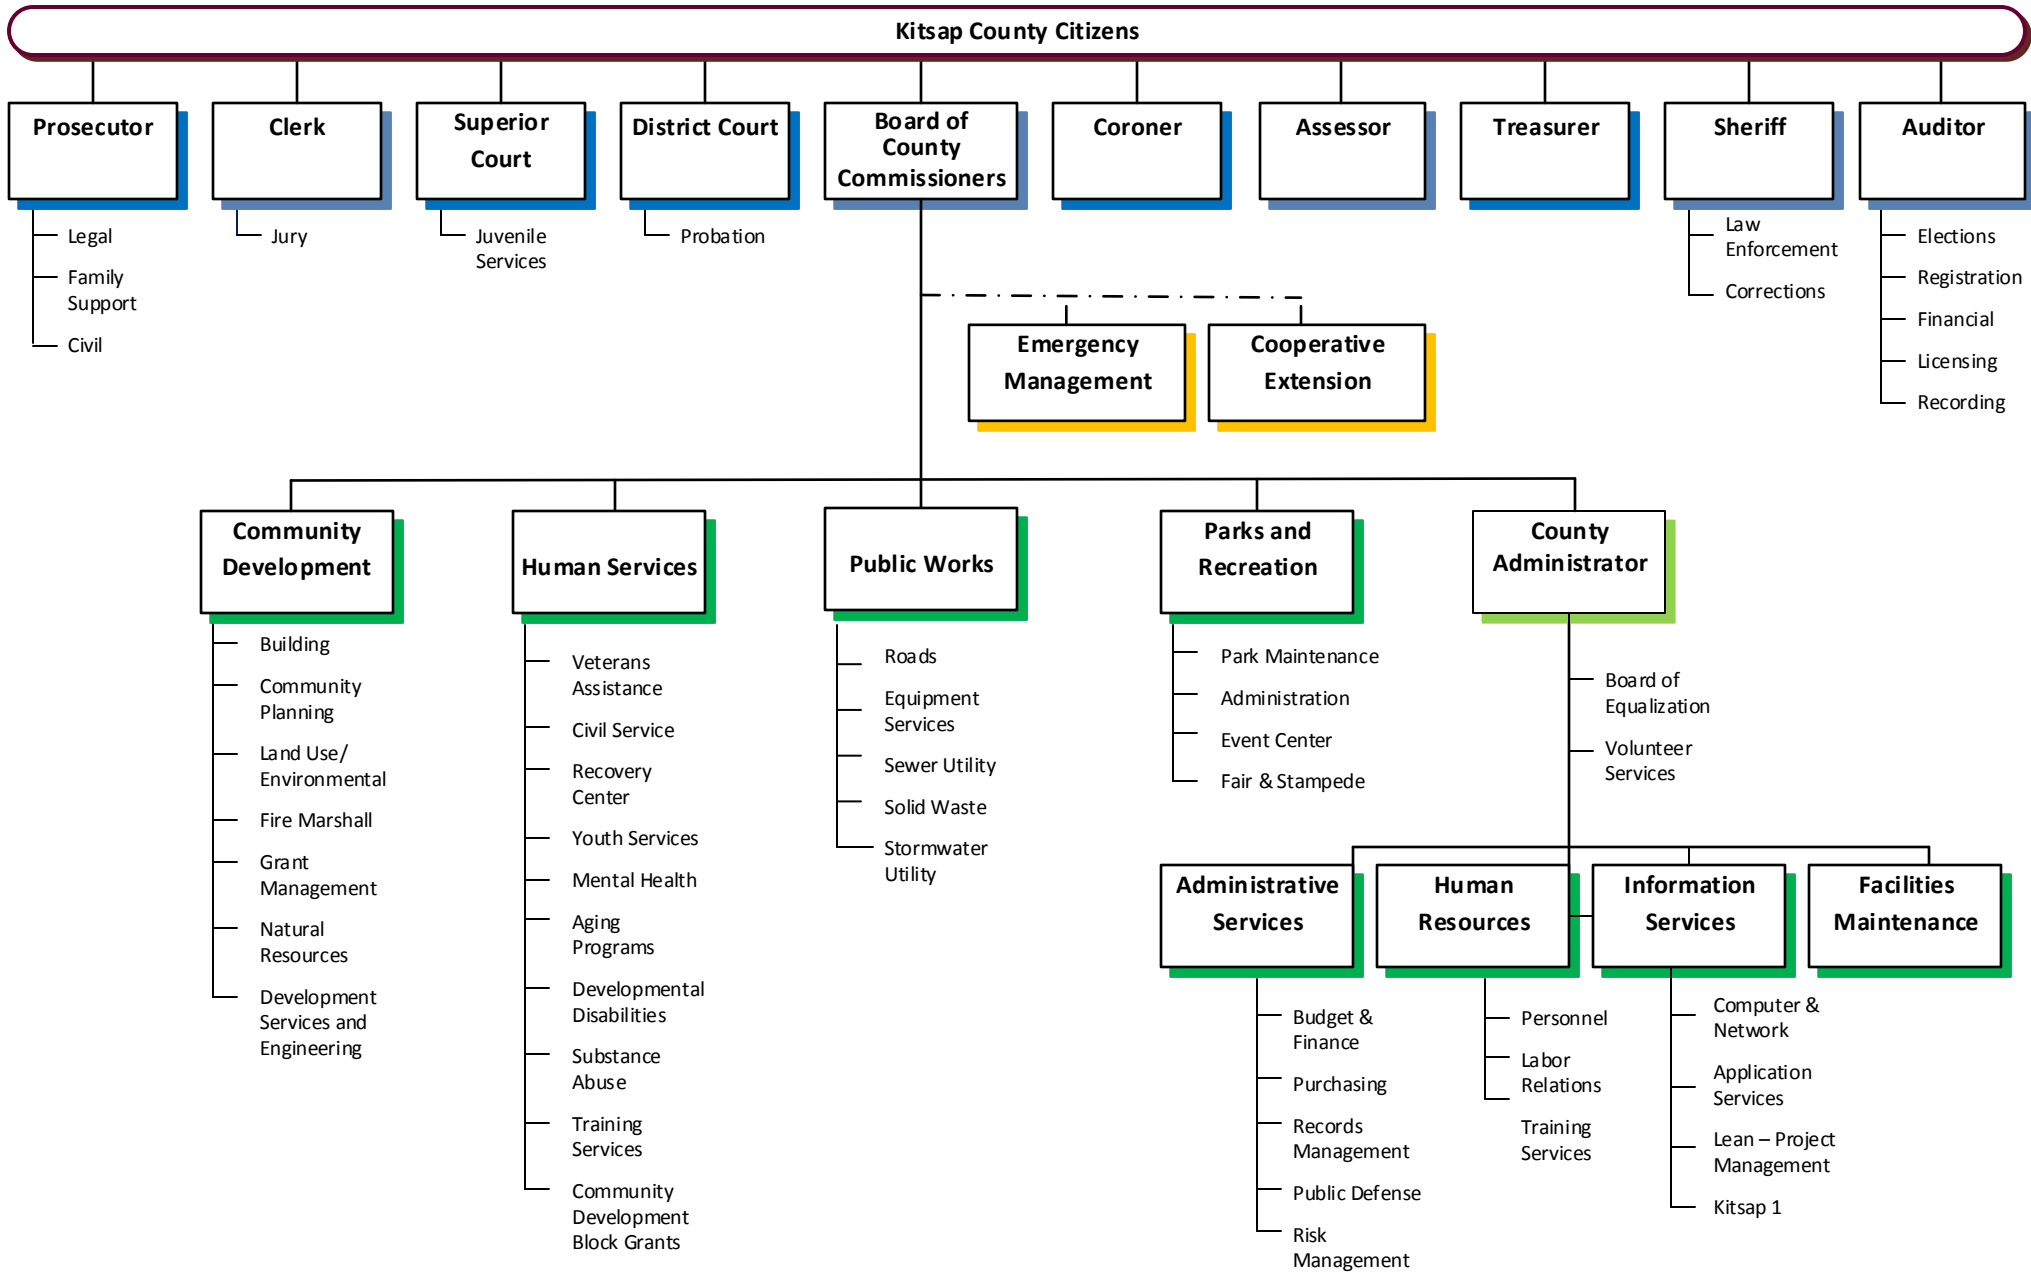 Kitsap County Citizens
Prosecutor
Legal
Family
Support
Civil
Clerk
Jury
Superior
Court
Juvenile
Services
District Court
Probation
Board of
County
Commissioners
Coroner
Assessor
Treasurer
Sheriff
Law
Enforcement
Corrections
Auditor
Elections
Registration
Financial
Licensing
Recording
Emergency
Management
Cooperative
Extension
Community
Development
Building
Community
Planning
Land Use/
Environmental
Fire Marshall
Grant
Management
Natural
Resources
Development
Services and
Engineering
Human Services
Veterans
Assistance
Civil Service
Recovery
Center
Youth Services
Mental Health
Aging
Programs
Developmental
Disabilities
Substance
Abuse
Training
Services
Community
Development
Block Grants
Public Works
Roads
Equipment
Services
Sewer Utility
Solid Waste
Stormwater
Utility
Parks and
Recreation
Park Maintenance
Administration
Event Center
Fair & Stampede
County
Administrator
Board of
Equalization
Volunteer
Services
Administrative
Services
Budget &
Finance
Purchasing
Records
Management
Public Defense
Risk
Management
Human
Resources
Personnel
Labor
Relations
Training
Services
Information
Services
Computer &
Network
Application
Services
Lean – Project
Management
Kitsap 1
Facilities
Maintenance